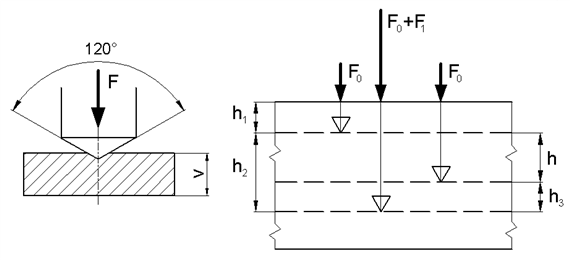 120°
F
v
F₀+F₁
F₀
F₀
h₁
h₂
h
h₃